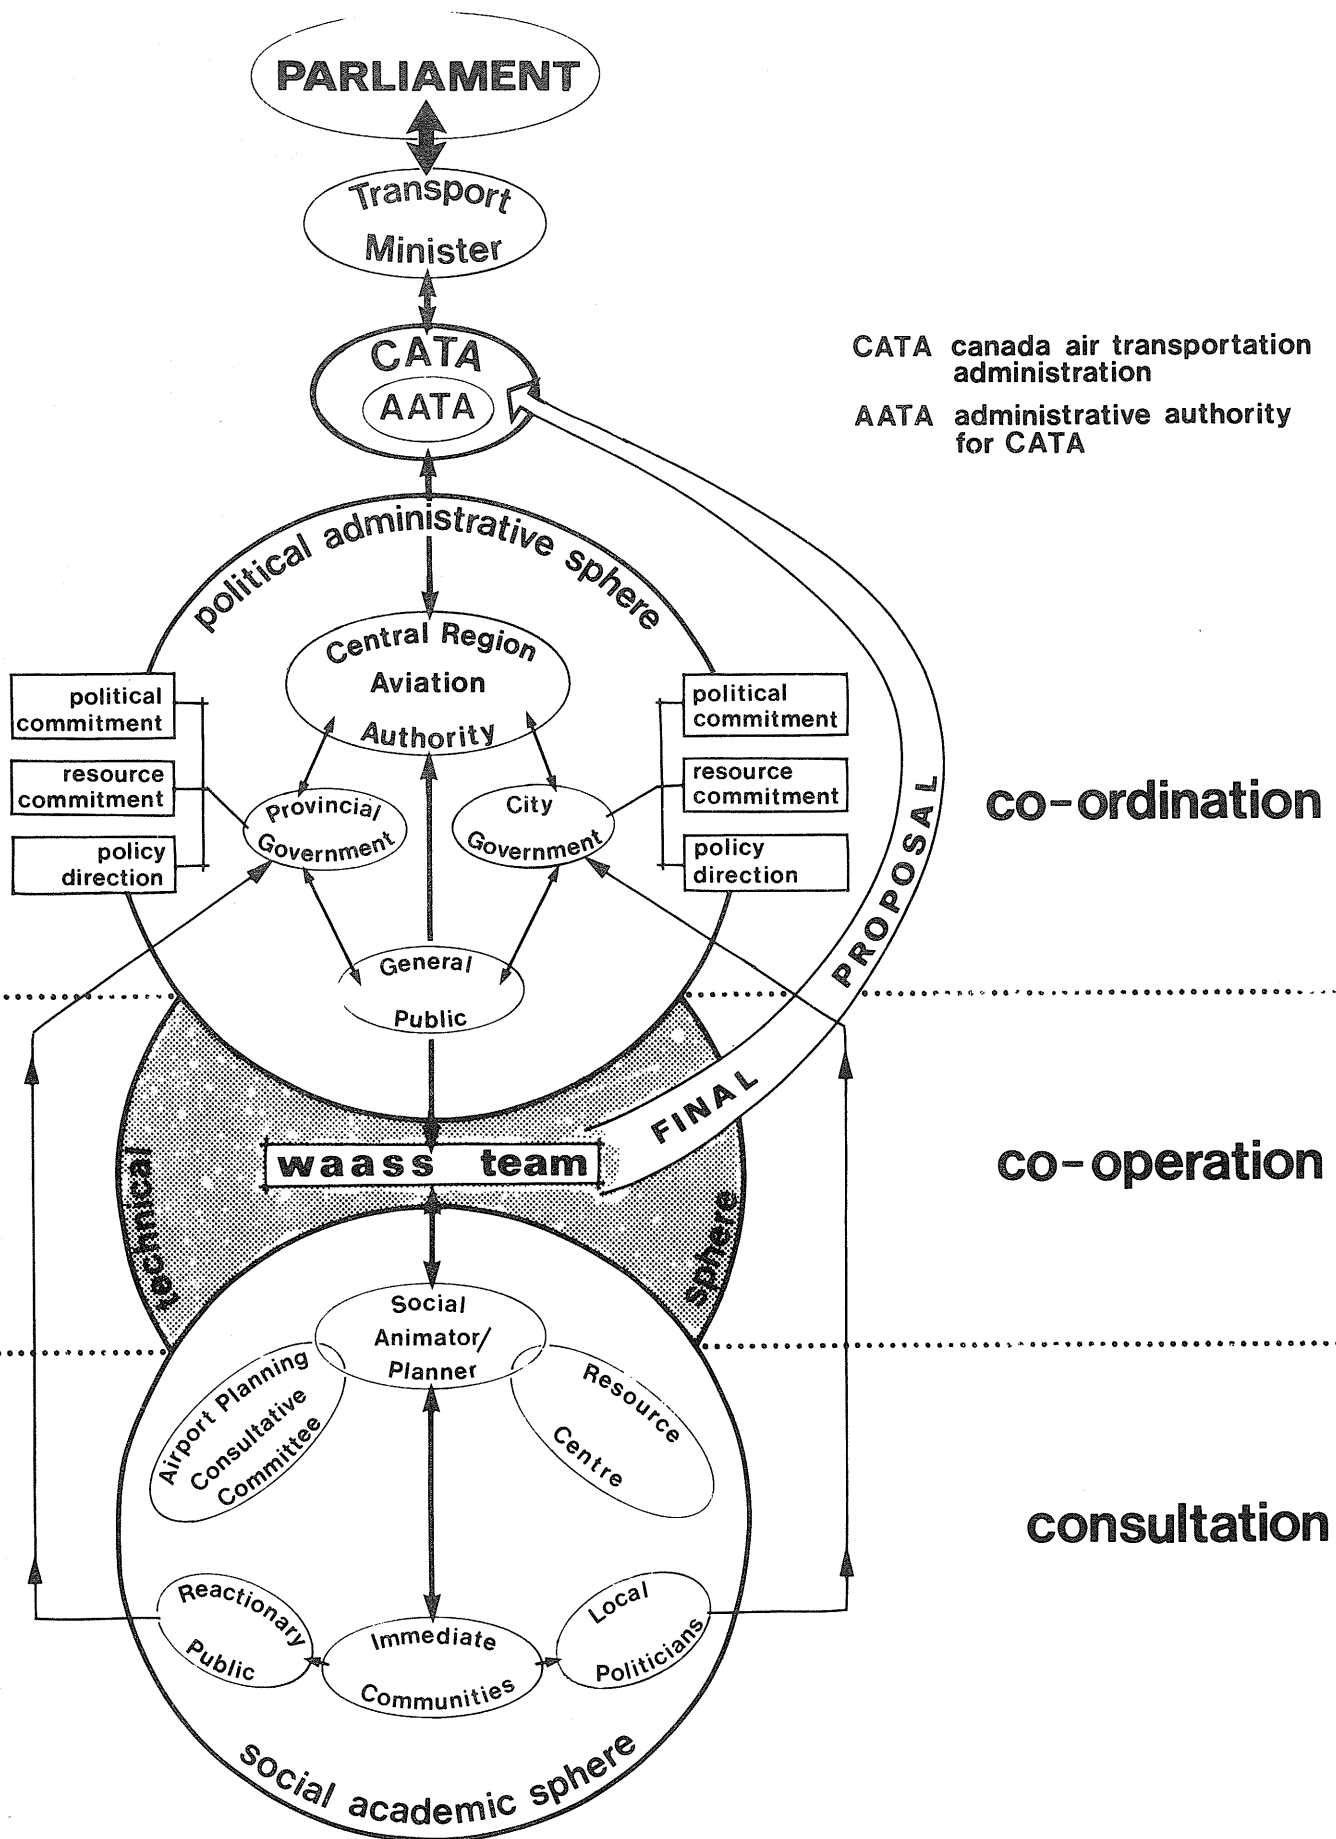 PARLIAMENT
Transport
Minister
CATA
AATA
CATA canada air transportation
administration
AATA administrative authority
for CATA
political administrative sphere
Central Region
Aviation
Authority
political
commitment
resource
commitment
policy
direction
political
commitment
resource
commitment
policy
direction
Provincial
Government
City
Government
co-ordination
General
Public
FINAL PROPOSAL
waass team
technical sphere
co-operation
Social
Animator/
Planner
Airport Planning
Consultative
Committee
Resource
Centre
consultation
Reactionary
Public
Immediate
Communities
Local
Politicians
social academic sphere